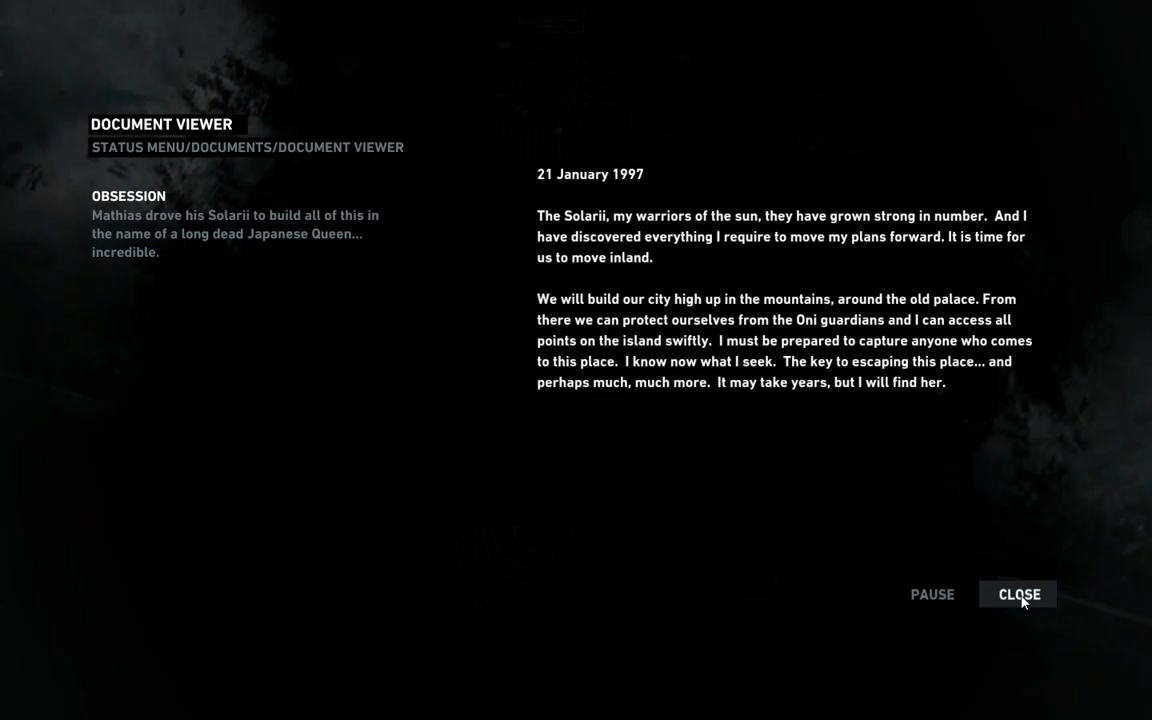 DOCUMENT VIEWER
STATUS MENU/DOCUMENTS/DOCUMENT VIEWER
OBSESSION
Mathias drove his Solarii to build all of this in
the name of a long dead Japanese Queen...
incredible.
21 January 1997
The Solarii, my warriors of the sun, they have grown strong in number.  And I
have discovered everything I require to move my plans forward. It is time for
us to move inland.
We will build our city high up in the mountains, around the old palace. From
there we can protect ourselves from the Oni guardians and I can access all
points on the island swiftly.  I must be prepared to capture anyone who comes
to this place.  I know now what I seek.  The key to escaping this place... and
perhaps much, much more.  It may take years, but I will find her.
PAUSE
CLOSE